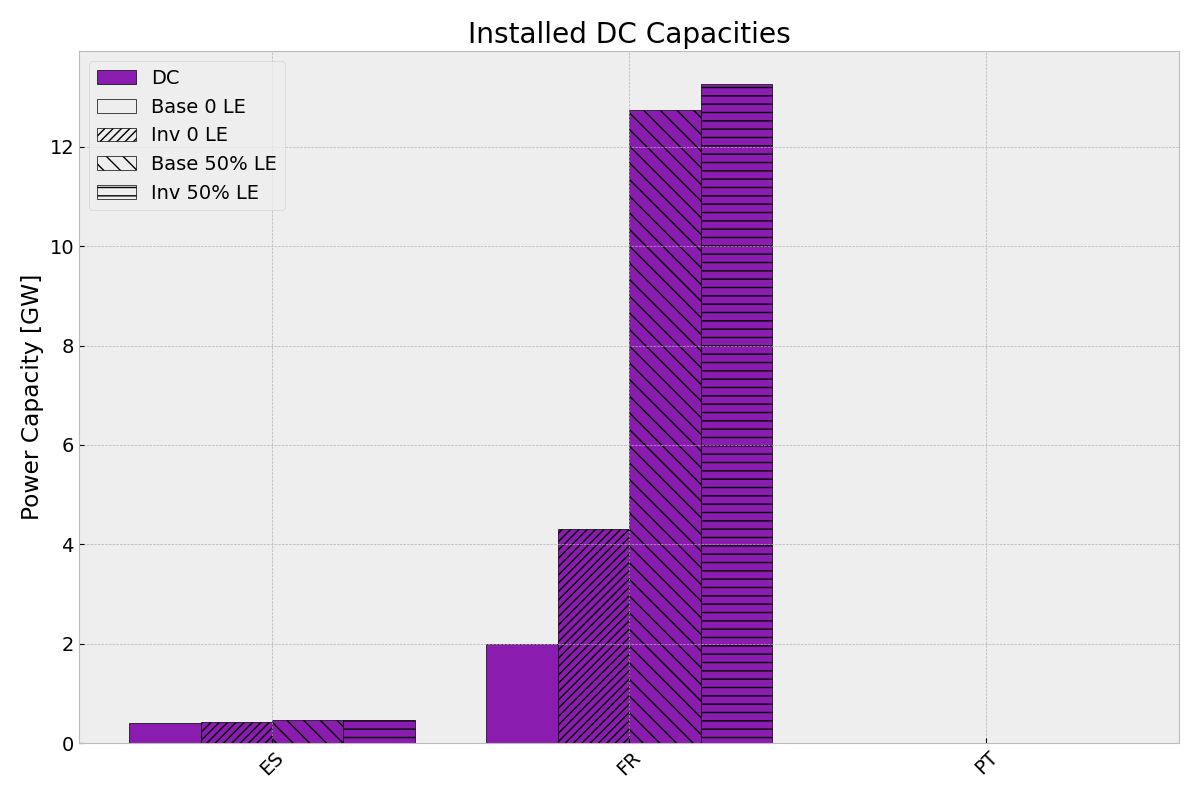 Installed DC Capacities
DC
Base 0 LE
Inv 0 LE
Base 50% LE
Inv 50% LE
Power Capacity [GW]
12
10
8
6
4
2
0
ES
FR
PT